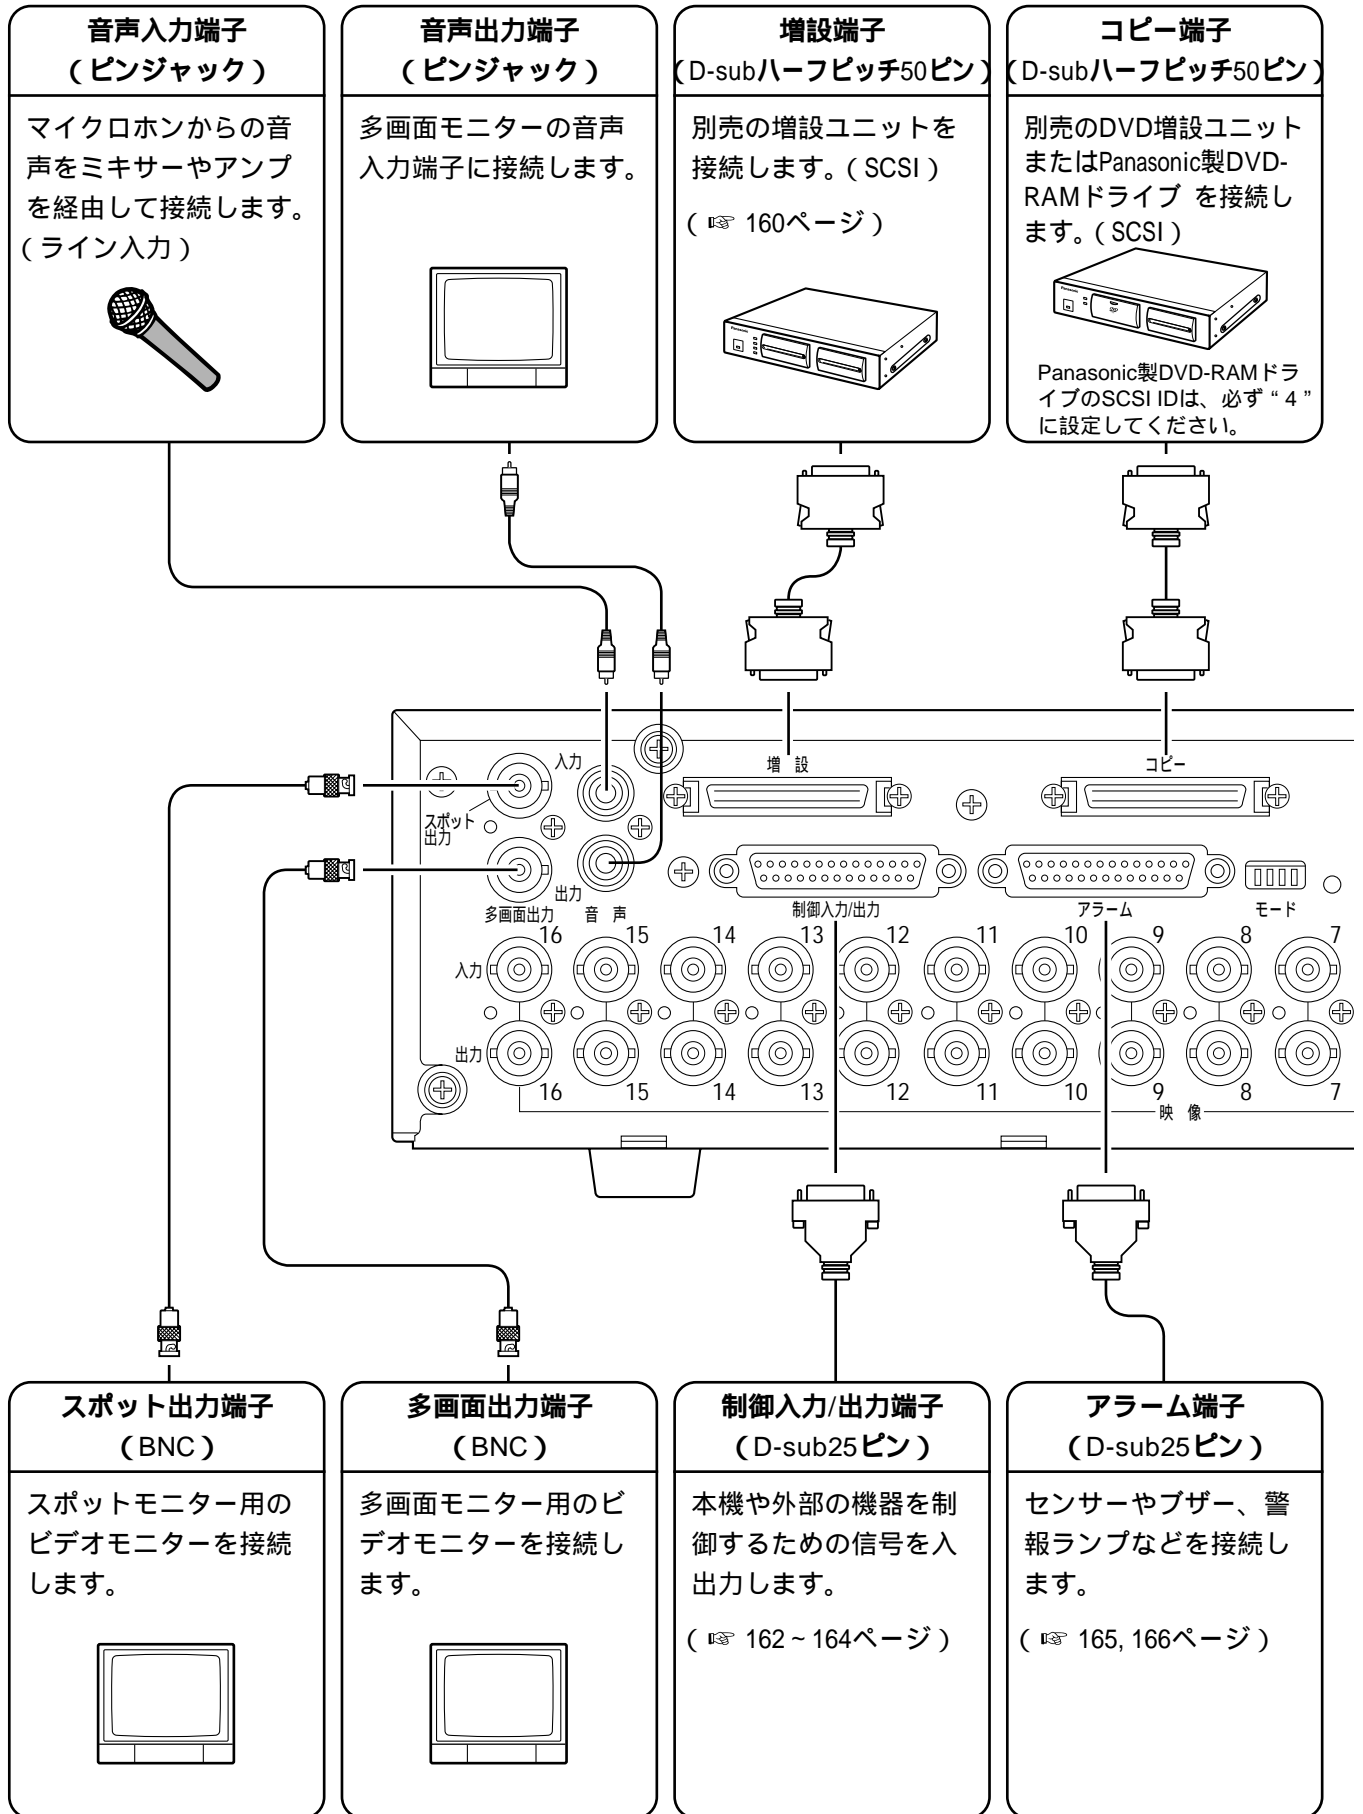 音声入力端子
(ピンジャック)
マイクロホンからの音
声をミキサーやアンプ
を経由して接続します。
(ライン入力)
音声出力端子
(ピンジャック)
多画面モニターの音声
入力端子に接続します。
増設端子
(D-subハーフピッチ50ピン)
別売の増設ユニットを
接続します。(SCSI)
(☞ 160ページ)
Panasonic
コピー端子
(D-subハーフピッチ50ピン)
別売のDVD増設ユニット
またはPanasonic製DVD-
RAMドライブ を接続し
ます。(SCSI)
Panasonic
Panasonic製DVD-RAMドラ
イブのSCSI IDは、必ず“4”
に設定してください。
入力
増 設
コピー
スポット
出力
出力
多画面出力
音 声
制御入力/出力
アラーム
モード
16 15 14 13 12 11 10 9 8 7
入力
出力
16 15 14 13 12 11 10 9 8 7
映 像
スポット出力端子
(BNC)
スポットモニター用の
ビデオモニターを接続
します。
多画面出力端子
(BNC)
多画面モニター用のビ
デオモニターを接続し
ます。
制御入力/出力端子
(D-sub25ピン)
本機や外部の機器を制
御するための信号を入
出力します。
(☞ 162~164ページ)
アラーム端子
(D-sub25ピン)
センサーやブザー、警
報ランプなどを接続し
ます。
(☞ 165, 166ページ)